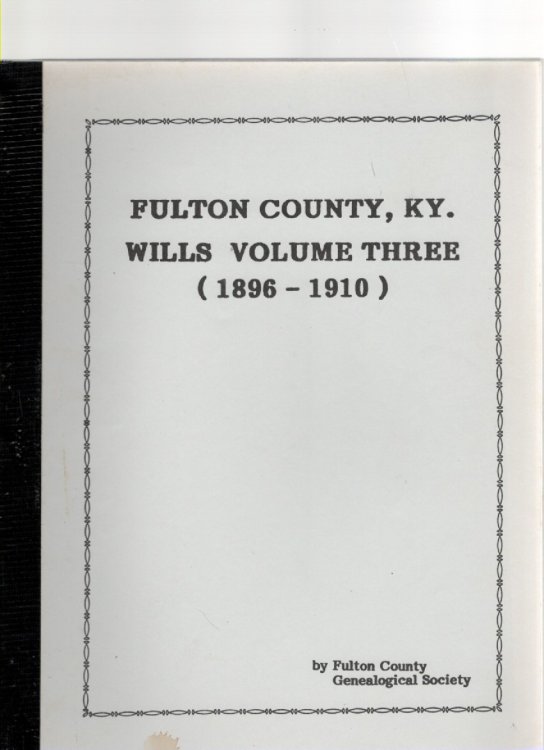 FULTON COUNTY, KY.
WILLS VOLUME THREE
( 1896 - 1910 )
by Fulton County
Genealogical Society